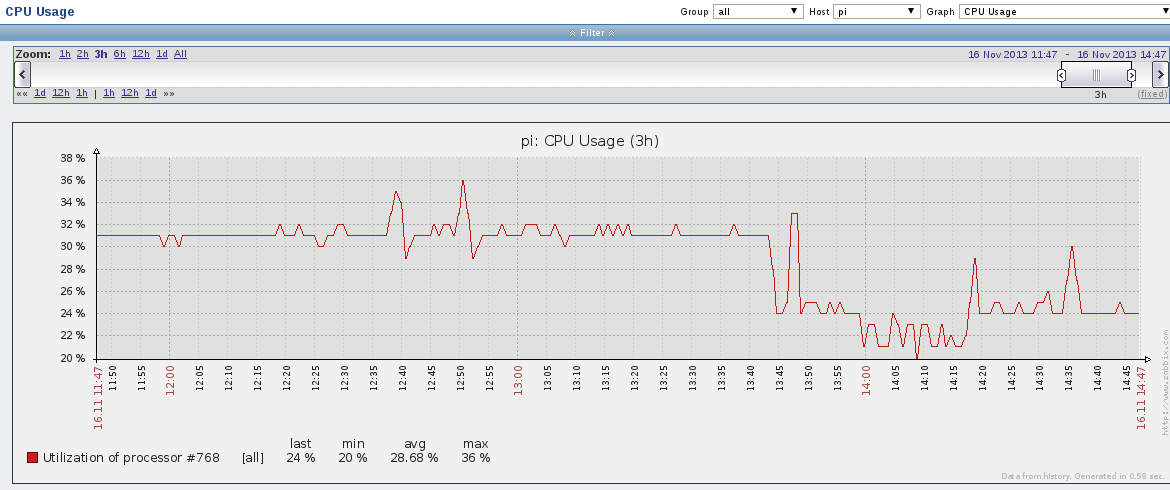 CPU Usage Group all Host pi Graph CPU Usage
Filter
Zoom: 1h 2h 3h 6h 12h 1d All 16 Nov 2013 11:47 - 16 Nov 2013 14:47
«« 1d 12h 1h | 1h 12h 1d »» 3h (fixed)
pi: CPU Usage (3h)
38 %
36 %
34 %
32 %
30 %
28 %
26 %
24 %
22 %
20 %
16.11 11:47 11:50 11:55 12:00 12:05 12:10 12:15 12:20 12:25 12:30 12:35 12:40 12:45 12:50 12:55 13:00 13:05 13:10 13:15 13:20 13:25 13:30 13:35 13:40 13:45 13:50 13:55 14:00 14:05 14:10 14:15 14:20 14:25 14:30 14:35 14:40 14:45 16.11 14:47
http://www.zabbix.com
last min avg max
Utilization of processor #768 [all] 24 % 20 % 28.68 % 36 %
Data from history. Generated in 0.58 sec.